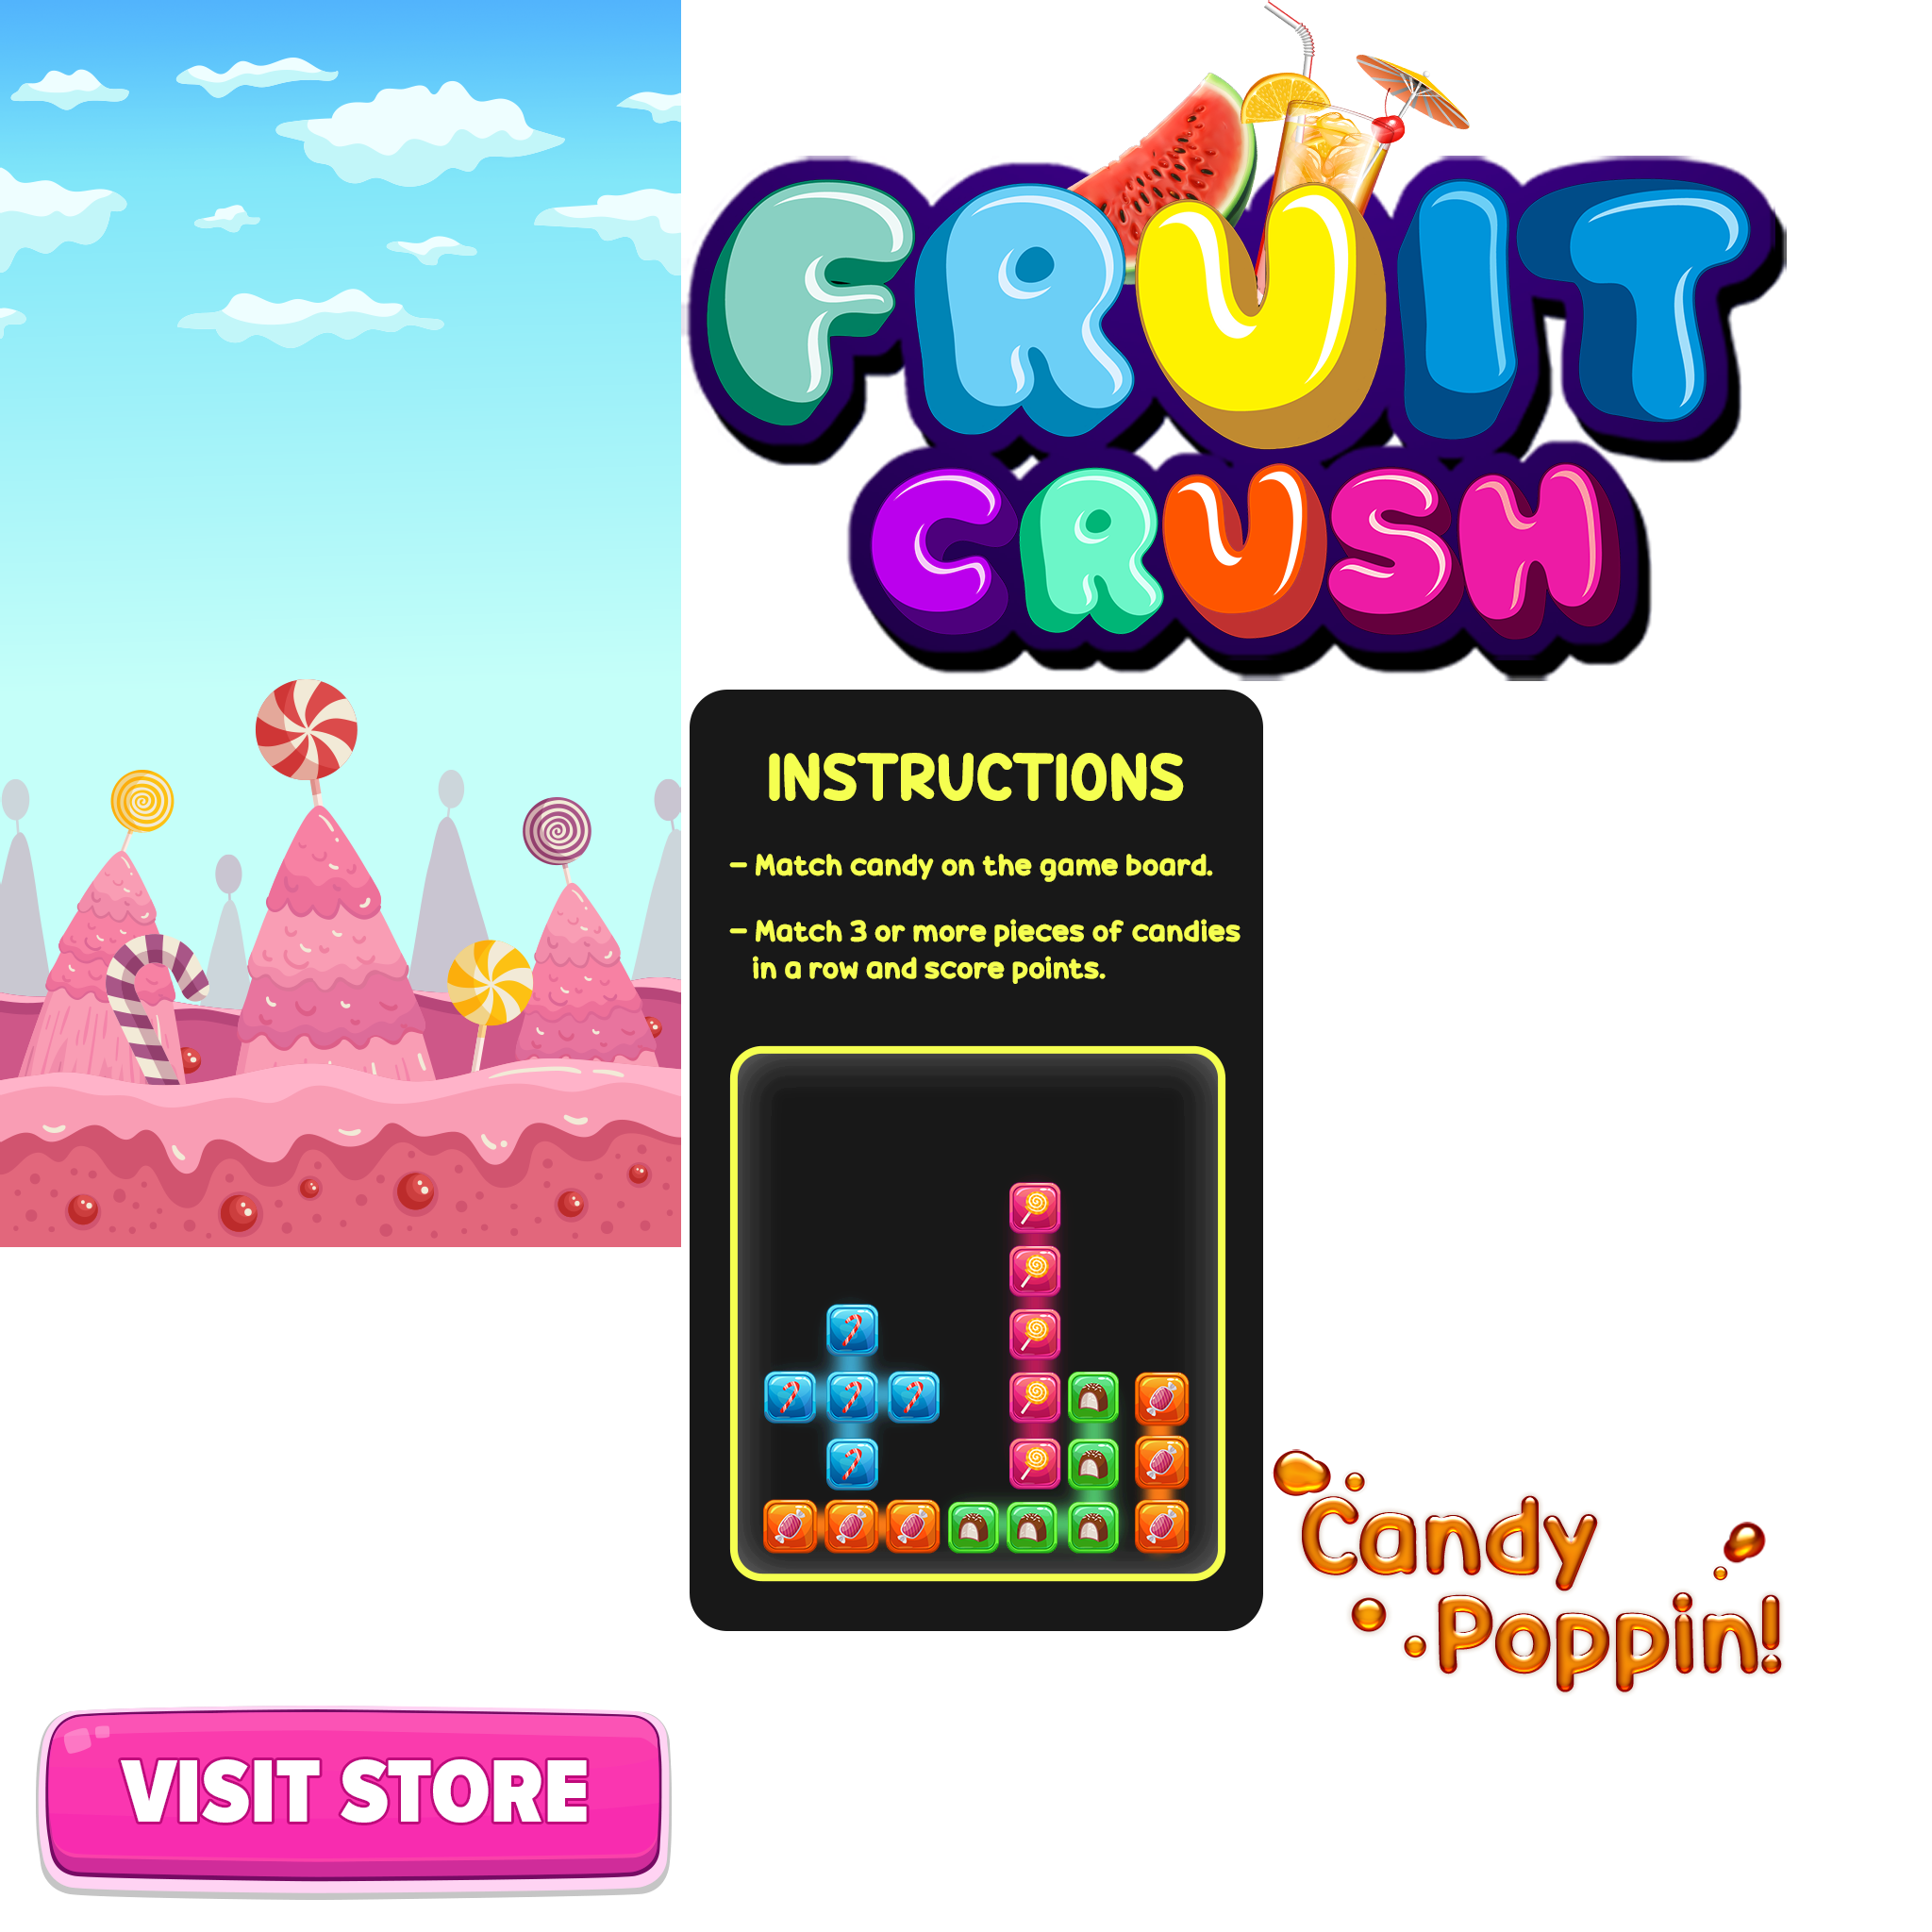 FRUIT
CRUSH
INSTRUCTIONS
- Match candy on the game board.
- Match 3 or more pieces of candies
in a row and score points.
Candy
Poppin!
VISIT STORE